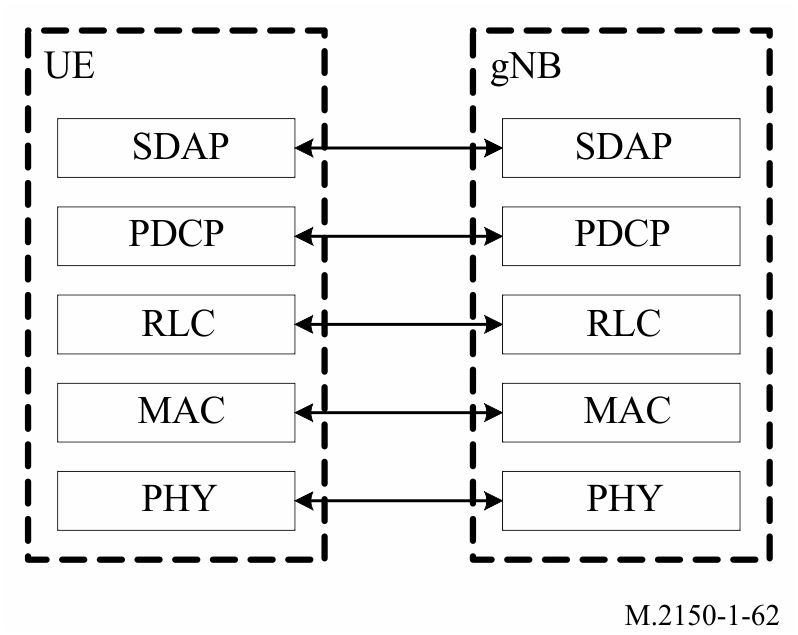 UE
gNB
SDAP
SDAP
PDCP
PDCP
RLC
RLC
MAC
MAC
PHY
PHY
M.2150-1-62